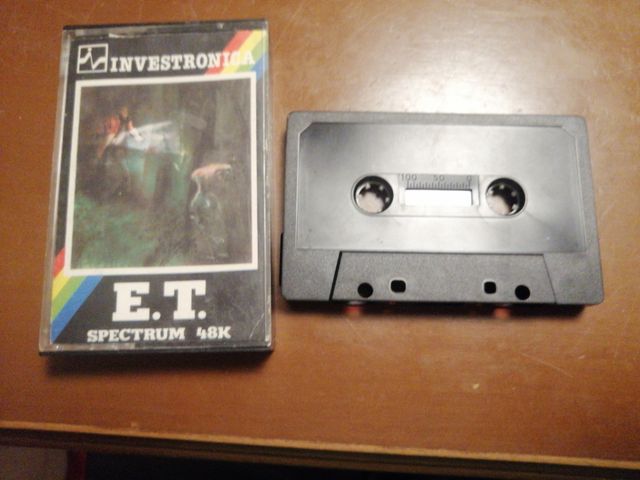 INVESTRONICA
E.T.
SPECTRUM 48K
100 50 0